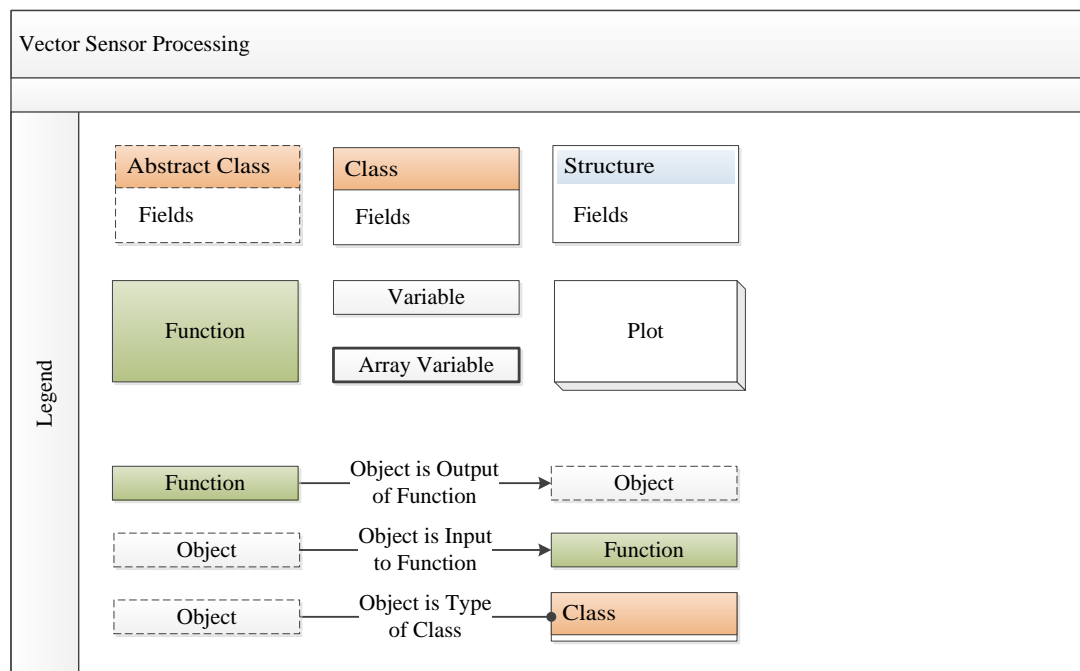 Vector Sensor Processing
Legend
Abstract Class
Fields
Class
Fields
Structure
Fields
Function
Variable
Array Variable
Plot
Function
Object is Output
of Function
Object
Object
Object is Input
to Function
Function
Object
Object is Type
of Class
Class